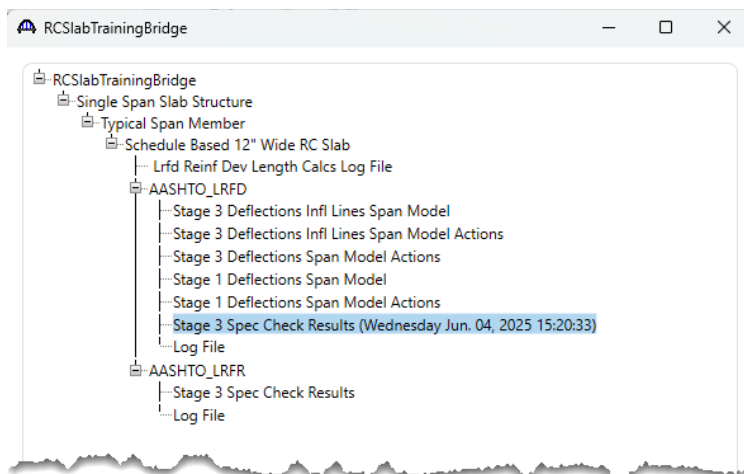 RCSlabTrainingBridge
RCSlabTrainingBridge
Single Span Slab Structure
Typical Span Member
Schedule Based 12" Wide RC Slab
Lrfd Reinf Dev Length Calcs Log File
AASHTO_LRFD
Stage 3 Deflections Infl Lines Span Model
Stage 3 Deflections Infl Lines Span Model Actions
Stage 3 Deflections Span Model Actions
Stage 1 Deflections Span Model
Stage 1 Deflections Span Model Actions
Stage 3 Spec Check Results (Wednesday Jun. 04, 2025 15:20:33)
Log File
AASHTO_LRFR
Stage 3 Spec Check Results
Log File